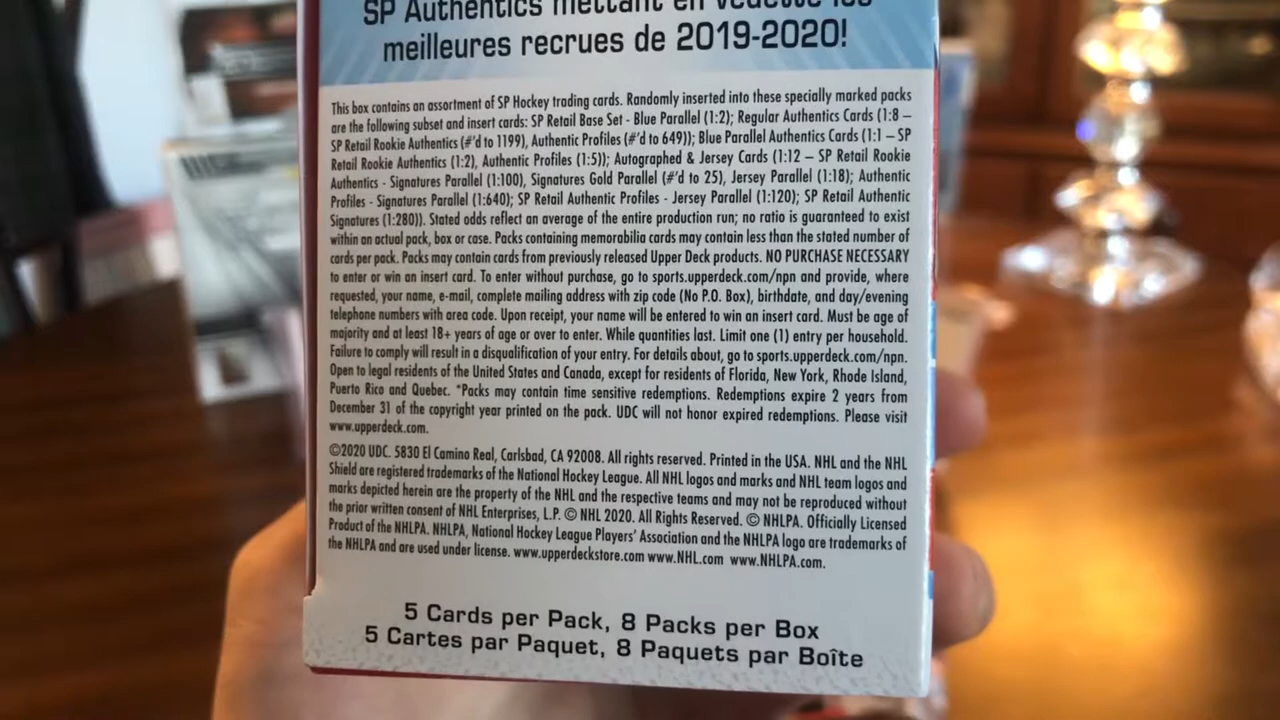 SP Authentics mettant en vedette les
meilleures recrues de 2019-2020!
This box contains an assortment of SP Hockey trading cards. Randomly inserted into these specially marked packs
are the following subset and insert cards: SP Retail Base Set - Blue Parallel (1:2); Regular Authentics Cards (1:8 –
SP Retail Rookie Authentics (#'d to 1199), Authentic Profiles (#'d to 649)); Blue Parallel Authentics Cards (1:1 – SP
Retail Rookie Authentics (1:2), Authentic Profiles (1:5)); Autographed & Jersey Cards (1:12 – SP Retail Rookie
Authentics - Signatures Parallel (1:100), Signatures Gold Parallel (#'d to 25), Jersey Parallel (1:18); Authentic
Profiles - Signatures Parallel (1:640); SP Retail Authentic Profiles - Jersey Parallel (1:120); SP Retail Authentic
Signatures (1:280)). Stated odds reflect an average of the entire production run; no ratio is guaranteed to exist
within an actual pack, box or case. Packs containing memorabilia cards may contain less than the stated number of
cards per pack. Packs may contain cards from previously released Upper Deck products. NO PURCHASE NECESSARY
to enter or win an insert card. To enter without purchase, go to sports.upperdeck.com/npn and provide, where
requested, your name, e-mail, complete mailing address with zip code (No P.O. Box), birthdate, and day/evening
telephone numbers with area code. Upon receipt, your name will be entered to win an insert card. Must be age of
majority and at least 18+ years of age or over to enter. While quantities last. Limit one (1) entry per household.
Failure to comply will result in a disqualification of your entry. For details about, go to sports.upperdeck.com/npn.
Open to legal residents of the United States and Canada, except for residents of Florida, New York, Rhode Island,
Puerto Rico and Quebec. *Packs may contain time sensitive redemptions. Redemptions expire 2 years from
December 31 of the copyright year printed on the pack. UDC will not honor expired redemptions. Please visit
www.upperdeck.com.
©2020 UDC. 5830 El Camino Real, Carlsbad, CA 92008. All rights reserved. Printed in the USA. NHL and the NHL
Shield are registered trademarks of the National Hockey League. All NHL logos and marks and NHL team logos and
marks depicted herein are the property of the NHL and the respective teams and may not be reproduced without
the prior written consent of NHL Enterprises, L.P. © NHL 2020. All Rights Reserved. © NHLPA. Officially Licensed
Product of the NHLPA. NHLPA, National Hockey League Players' Association and the NHLPA logo are trademarks of
the NHLPA and are used under license. www.upperdeckstore.com www.NHL.com www.NHLPA.com.
5 Cards per Pack, 8 Packs per Box
5 Cartes par Paquet, 8 Paquets par Boîte